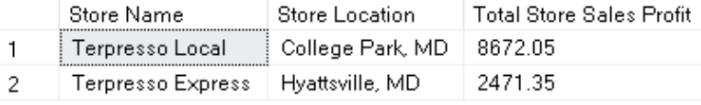 Store Name Store Location Total Store Sales Profit
1 Terpresso Local College Park, MD 8672.05
2 Terpresso Express Hyattsville, MD 2471.35